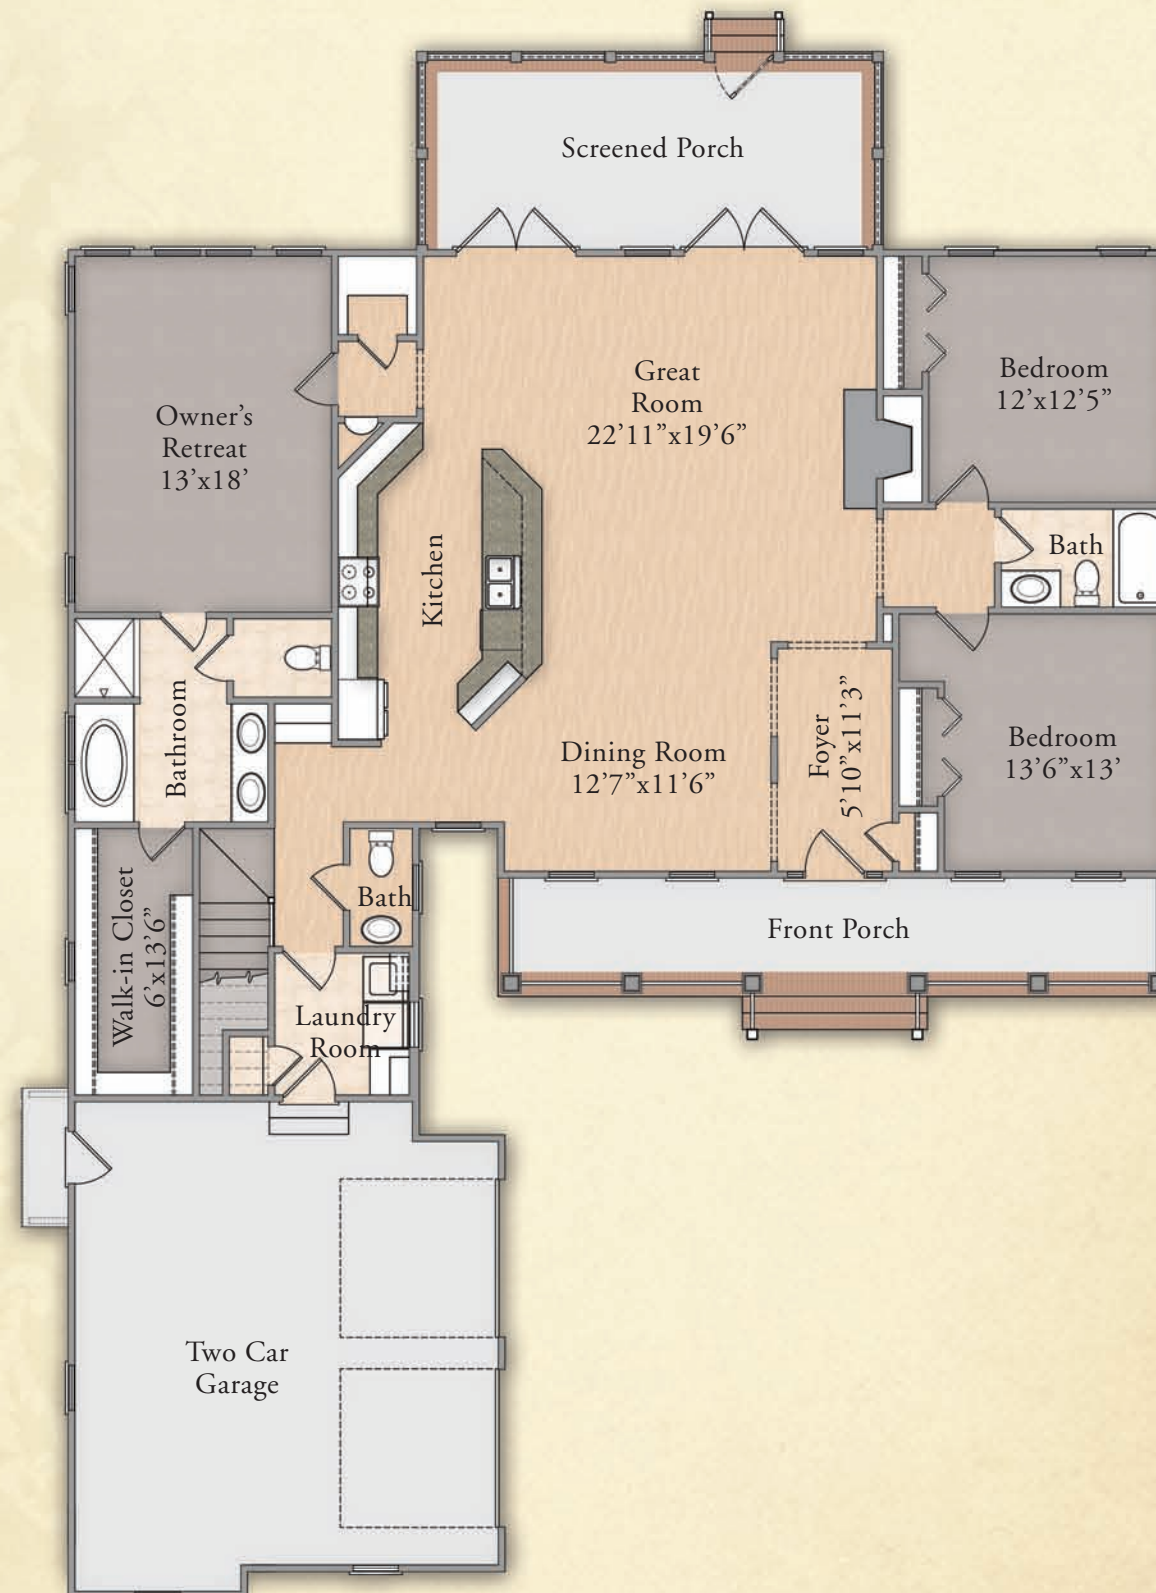 Screened Porch
Great
Room
22'11”x19'6”
Bedroom
12'x12'5”
Owner’s
Retreat
13’x18’
Kitchen
Bath
Bathroom
Dining Room
12'7”x11'6”
Foyer
5’10”x11’3”
Bedroom
13'6”x13'
Walk-in Closet
6’x13’6”
Bath
Front Porch
Laundry
Room
Two Car
Garage